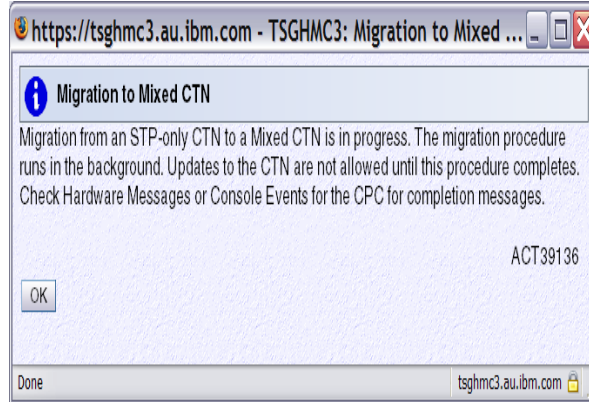 https://tsghmc3.au.ibm.com - TSGHMC3: Migration to Mixed ...
Migration to Mixed CTN
Migration from an STP-only CTN to a Mixed CTN is in progress. The migration procedure
runs in the background. Updates to the CTN are not allowed until this procedure completes.
Check Hardware Messages or Console Events for the CPC for completion messages.
ACT39136
OK
Done
tsghmc3.au.ibm.com